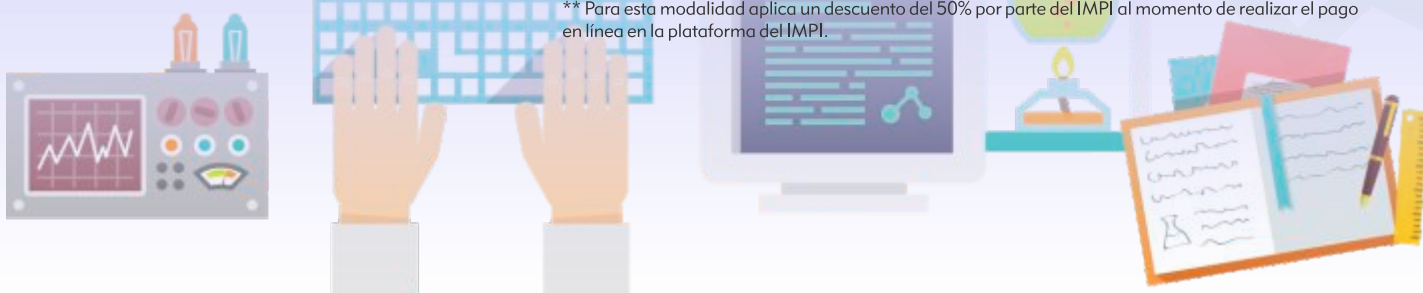 ** Para esta modalidad aplica un descuento del 50% por parte del IMPI al momento de realizar el pago
en línea en la plataforma del IMPI.